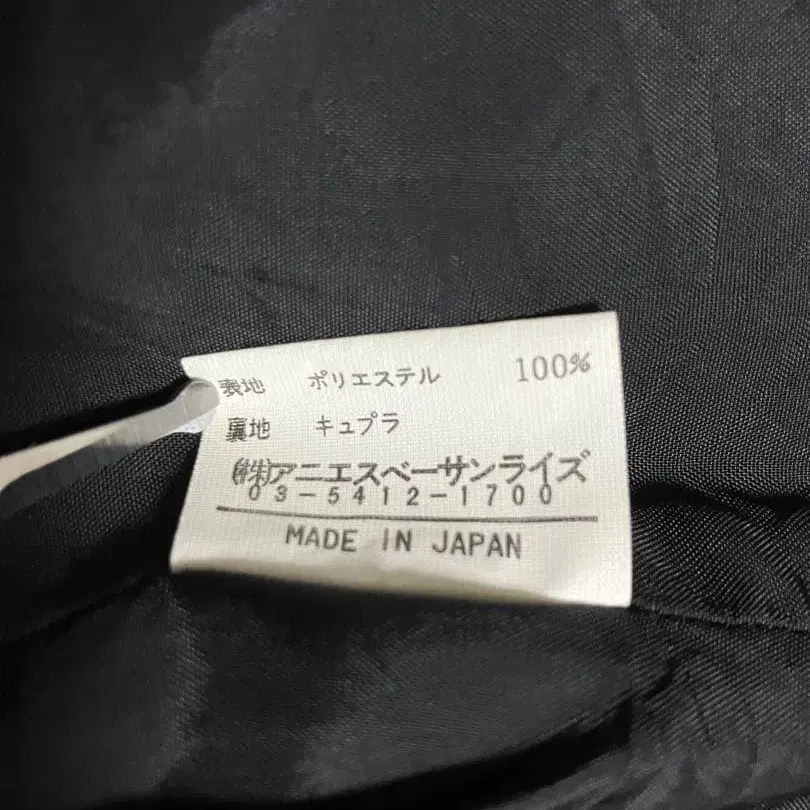 表地 ポリエステル 100%
裏地 キュプラ
(株)アニエスベーサンライズ
03-5412-1700
MADE IN JAPAN